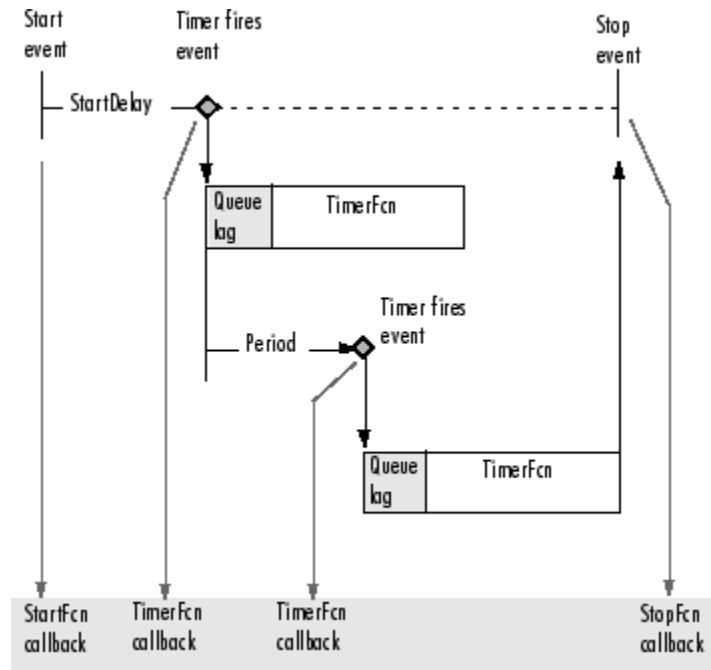 Start
event
Timer fires
event
Stop
event
StartDelay
Queue
lag
TimerFcn
Timer fires
event
Period
Queue
lag
TimerFcn
StartFcn
callback
TimerFcn
callback
TimerFcn
callback
StopFcn
callback